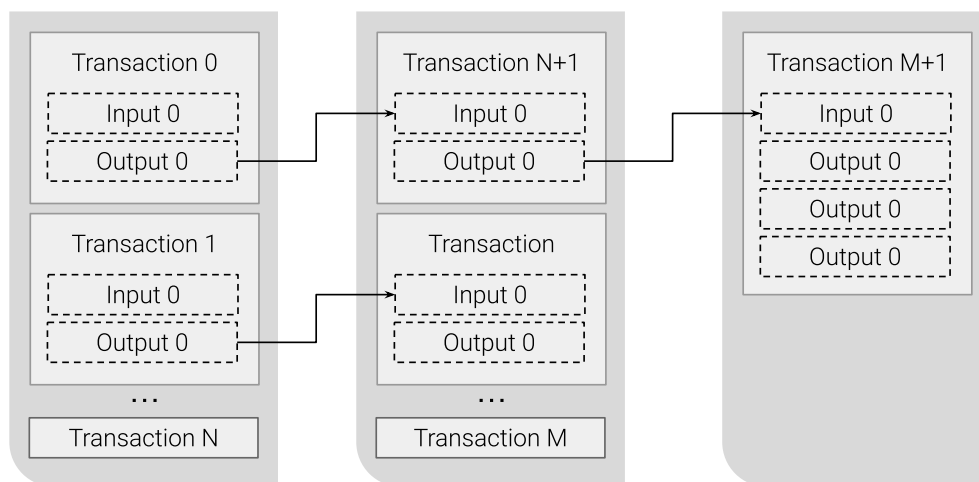 Transaction 0
Input 0
Output 0
Transaction 1
Input 0
Output 0
...
Transaction N
Transaction N+1
Input 0
Output 0
Transaction
Input 0
Output 0
...
Transaction M
Transaction M+1
Input 0
Output 0
Output 0
Output 0